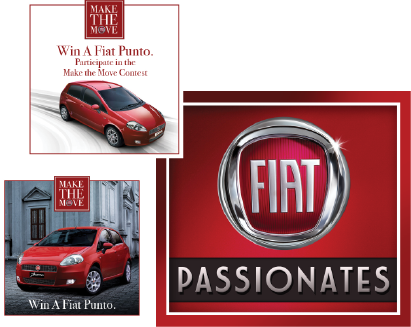 MAKE
THE
MOVE
Win A Fiat Punto.
Participate in the
Make the Move Contest
MAKE
THE
MOVE
Win A Fiat Punto.
FIAT
PASSIONATES